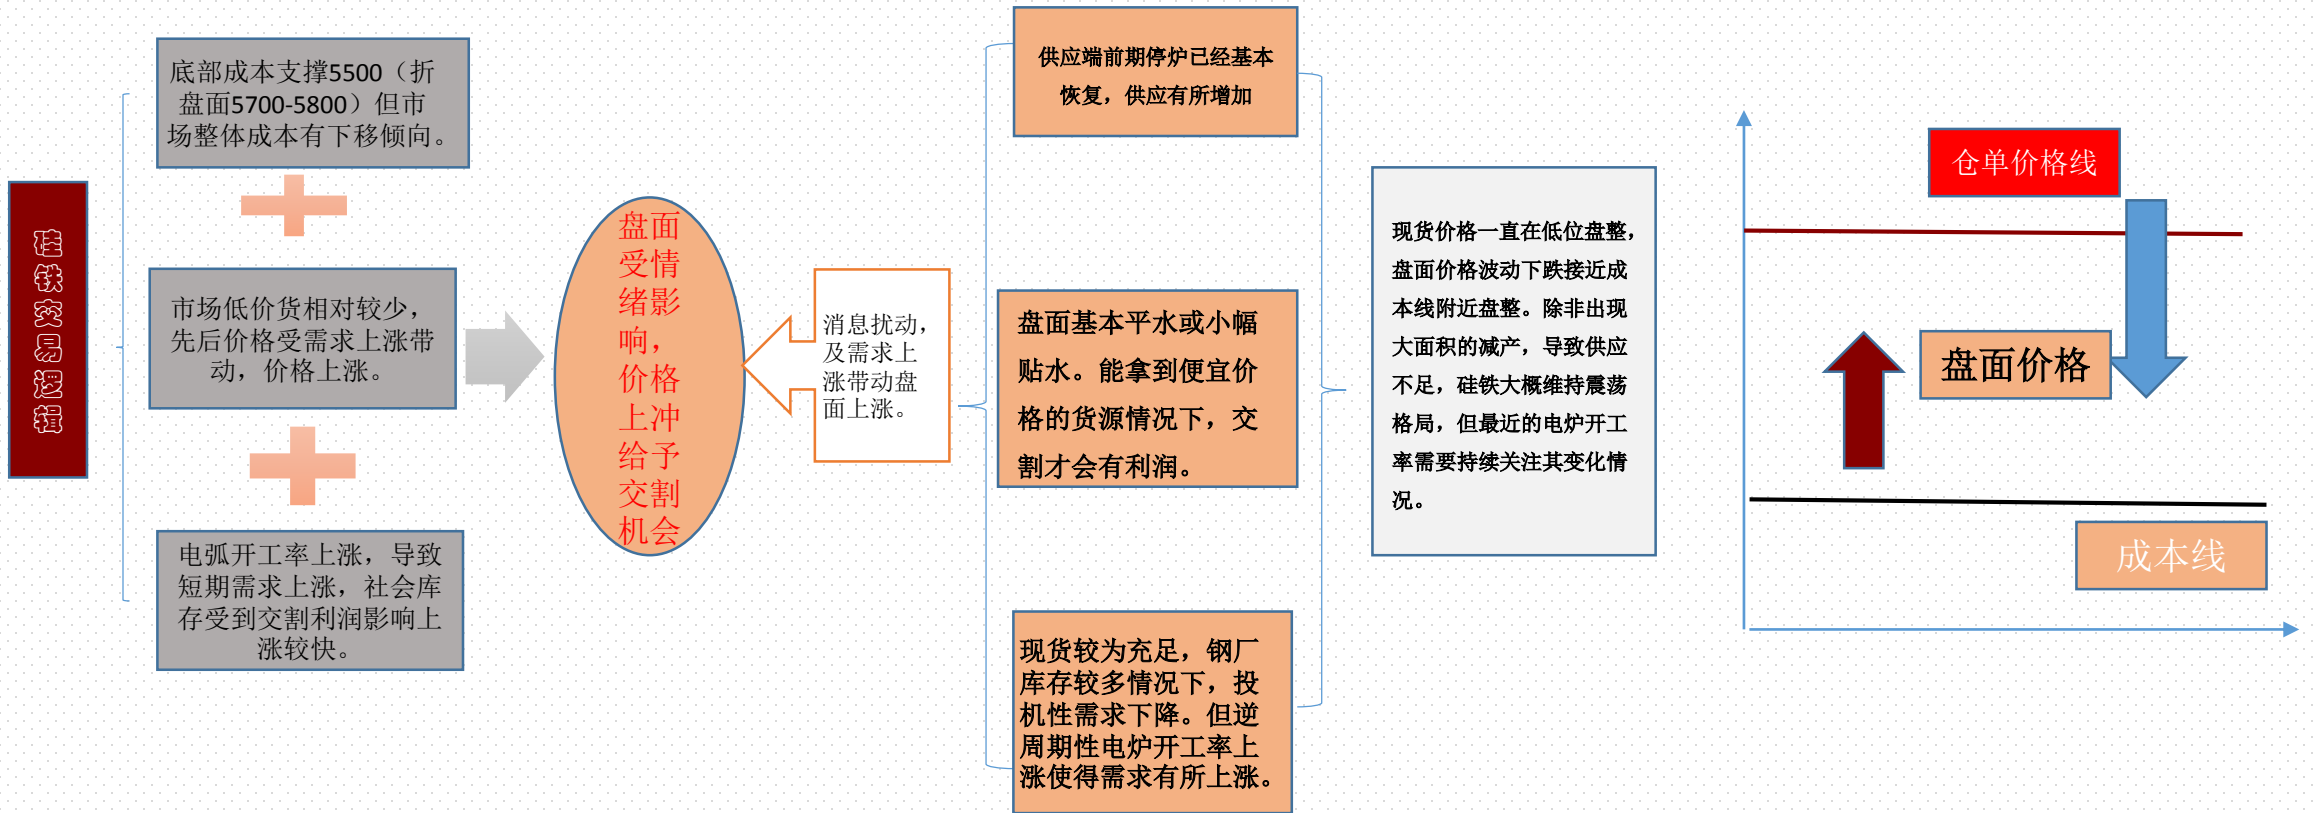 硅
铁
交
易
逻
辑
底部成本支撑5500（折
盘面5700-5800）但市
场整体成本有下移倾向。
市场低价货相对较少，
先后价格受需求上涨带
动，价格上涨。
电弧开工率上涨，导致
短期需求上涨，社会库
存受到交割利润影响上
涨较快。
盘面
受情
绪影
响，
价格
上冲
给予
交割
机会
消息扰动，
及需求上
涨带动盘
面上涨。
供应端前期停炉已经基本
恢复，供应有所增加
盘面基本平水或小幅
贴水。能拿到便宜价
格的货源情况下，交
割才会有利润。
现货较为充足，钢厂
库存较多情况下，投
机性需求下降。但逆
周期性电炉开工率上
涨使得需求有所上涨。
现货价格一直在低位盘整，
盘面价格波动下跌接近成
本线附近盘整。除非出现
大面积的减产，导致供应
不足，硅铁大概维持震荡
格局，但最近的电炉开工
率需要持续关注其变化情
况。
仓单价格线
盘面价格
成本线